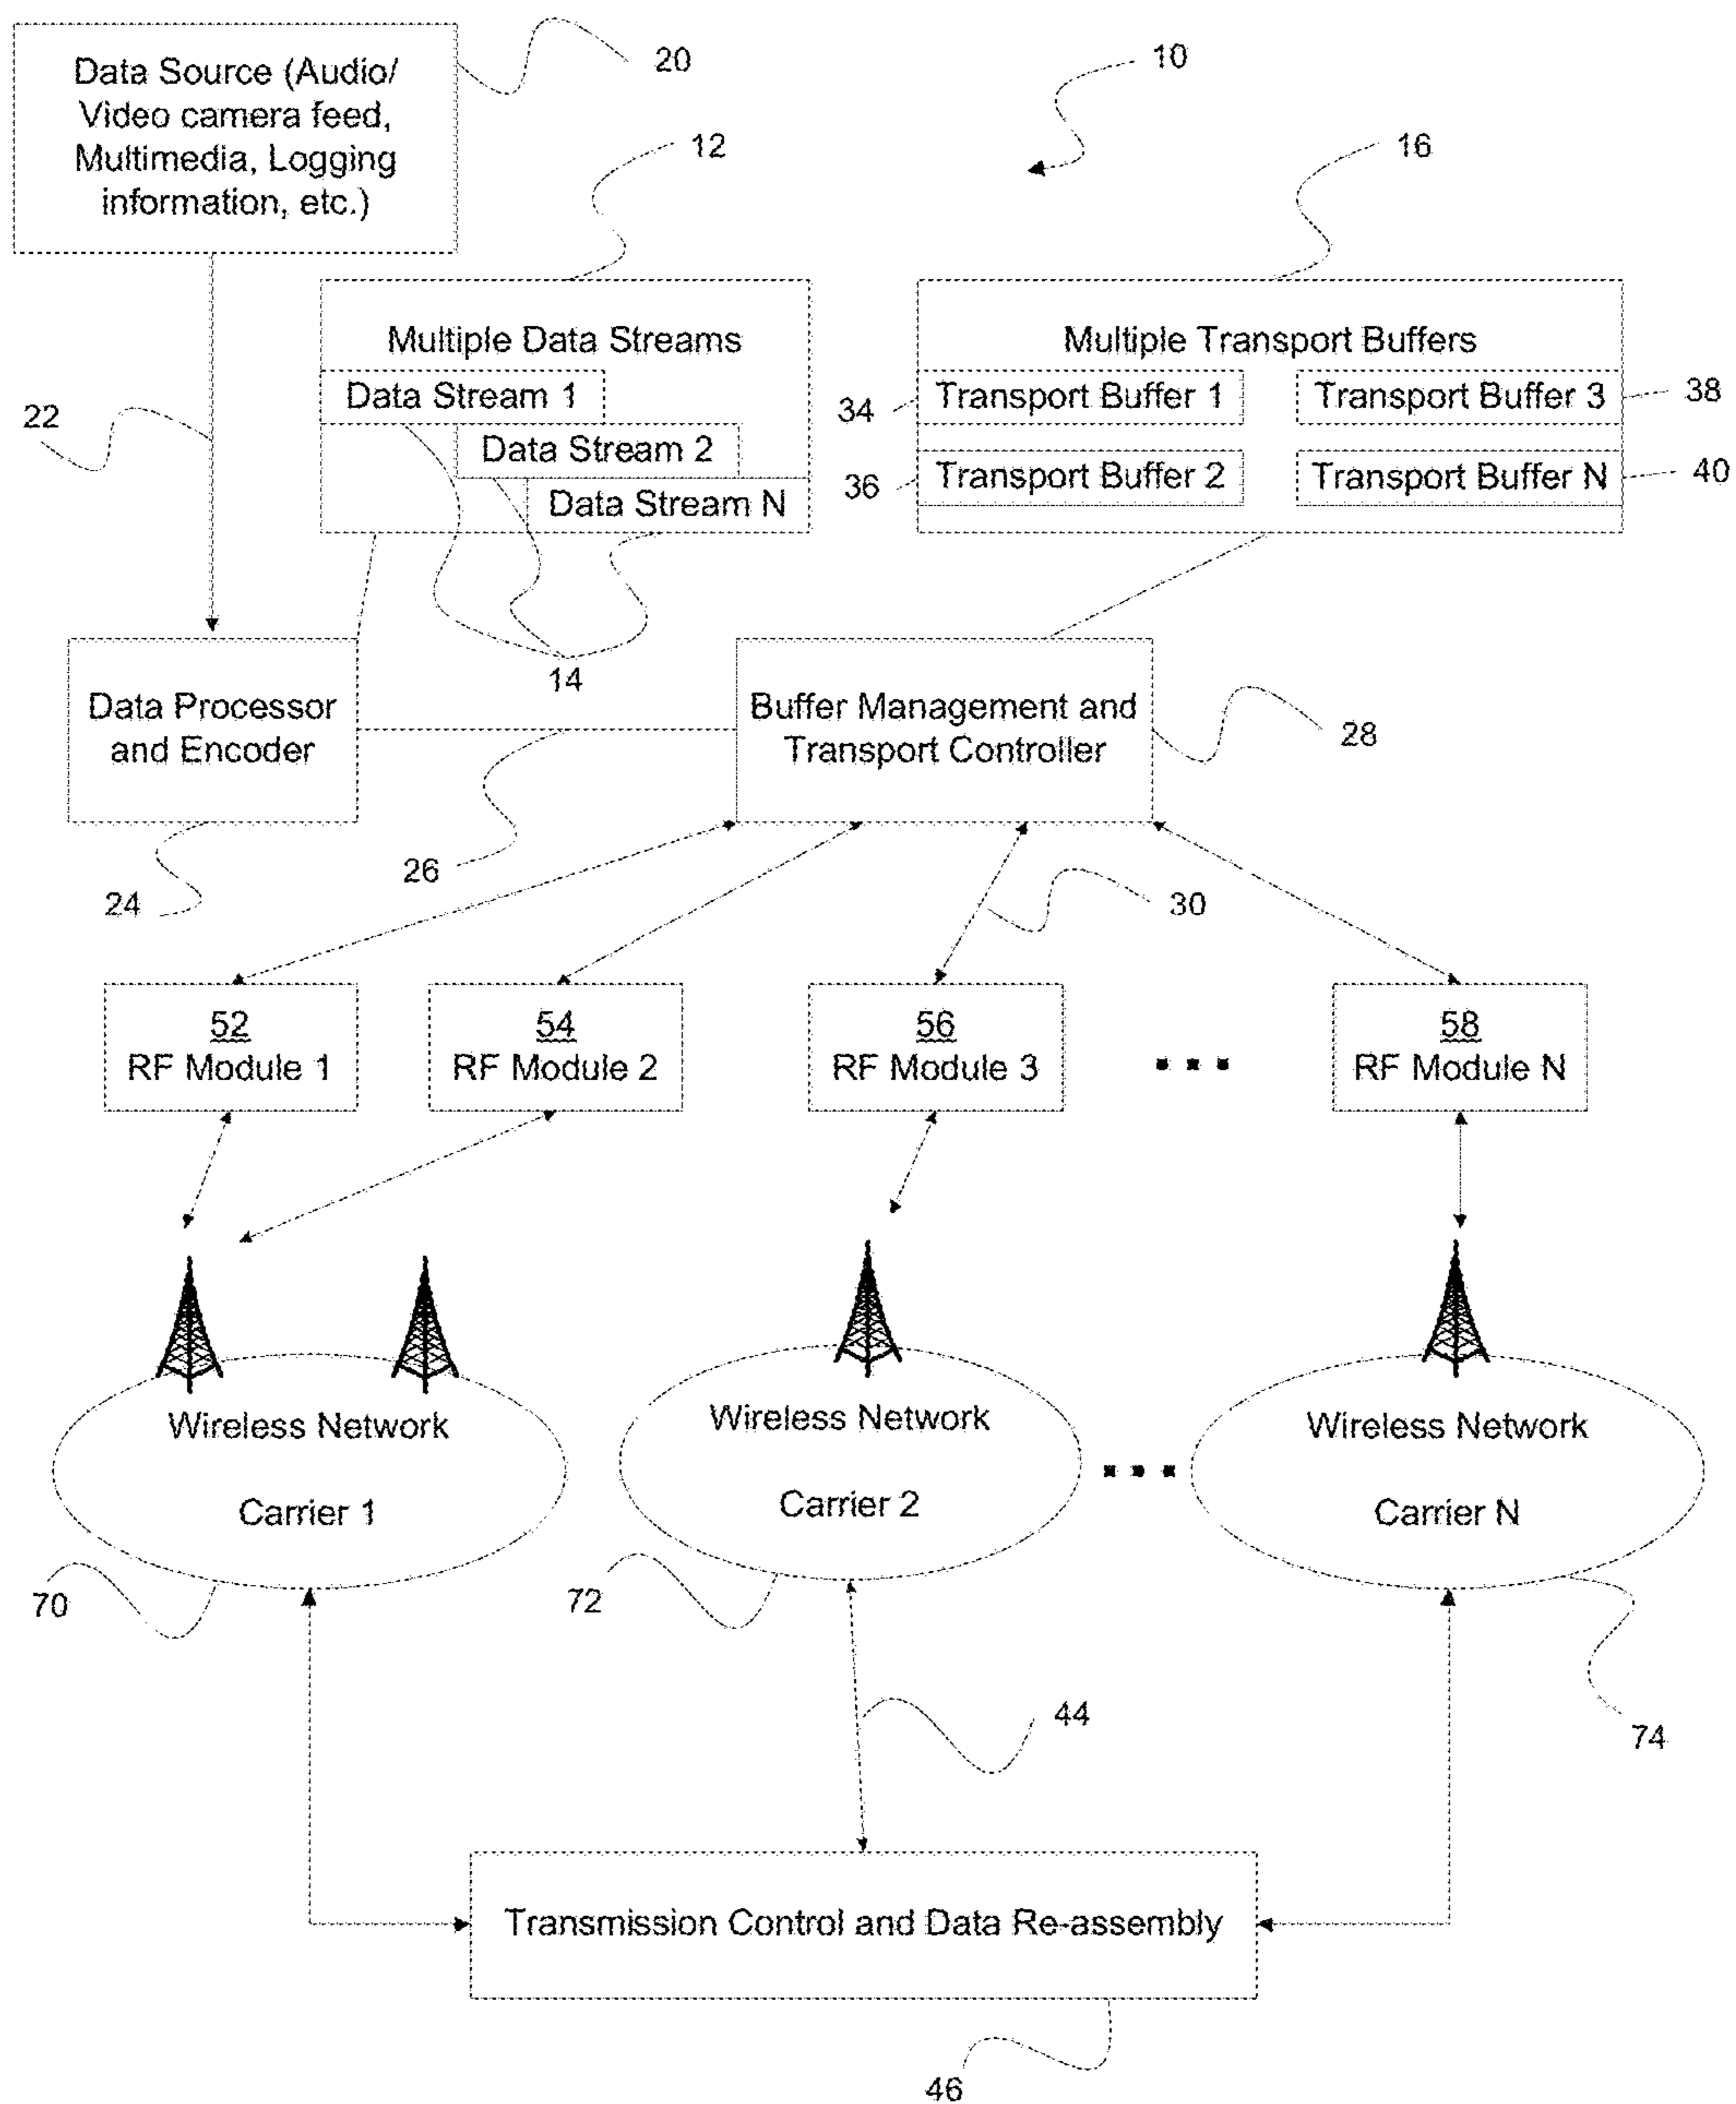 Data Source (Audio/
Video camera feed,
Multimedia, Logging
information, etc.)
20
10
12
16
Multiple Data Streams
Data Stream 1
Data Stream 2
Data Stream N
Multiple Transport Buffers
Transport Buffer 1
Transport Buffer 3
Transport Buffer 2
Transport Buffer N
34
38
36
40
22
14
Data Processor
and Encoder
Buffer Management and
Transport Controller
28
26
24
30
52
RF Module 1
54
RF Module 2
56
RF Module 3
58
RF Module N
Wireless Network
Carrier 1
Wireless Network
Carrier 2
Wireless Network
Carrier N
70
72
74
44
Transmission Control and Data Re-assembly
46